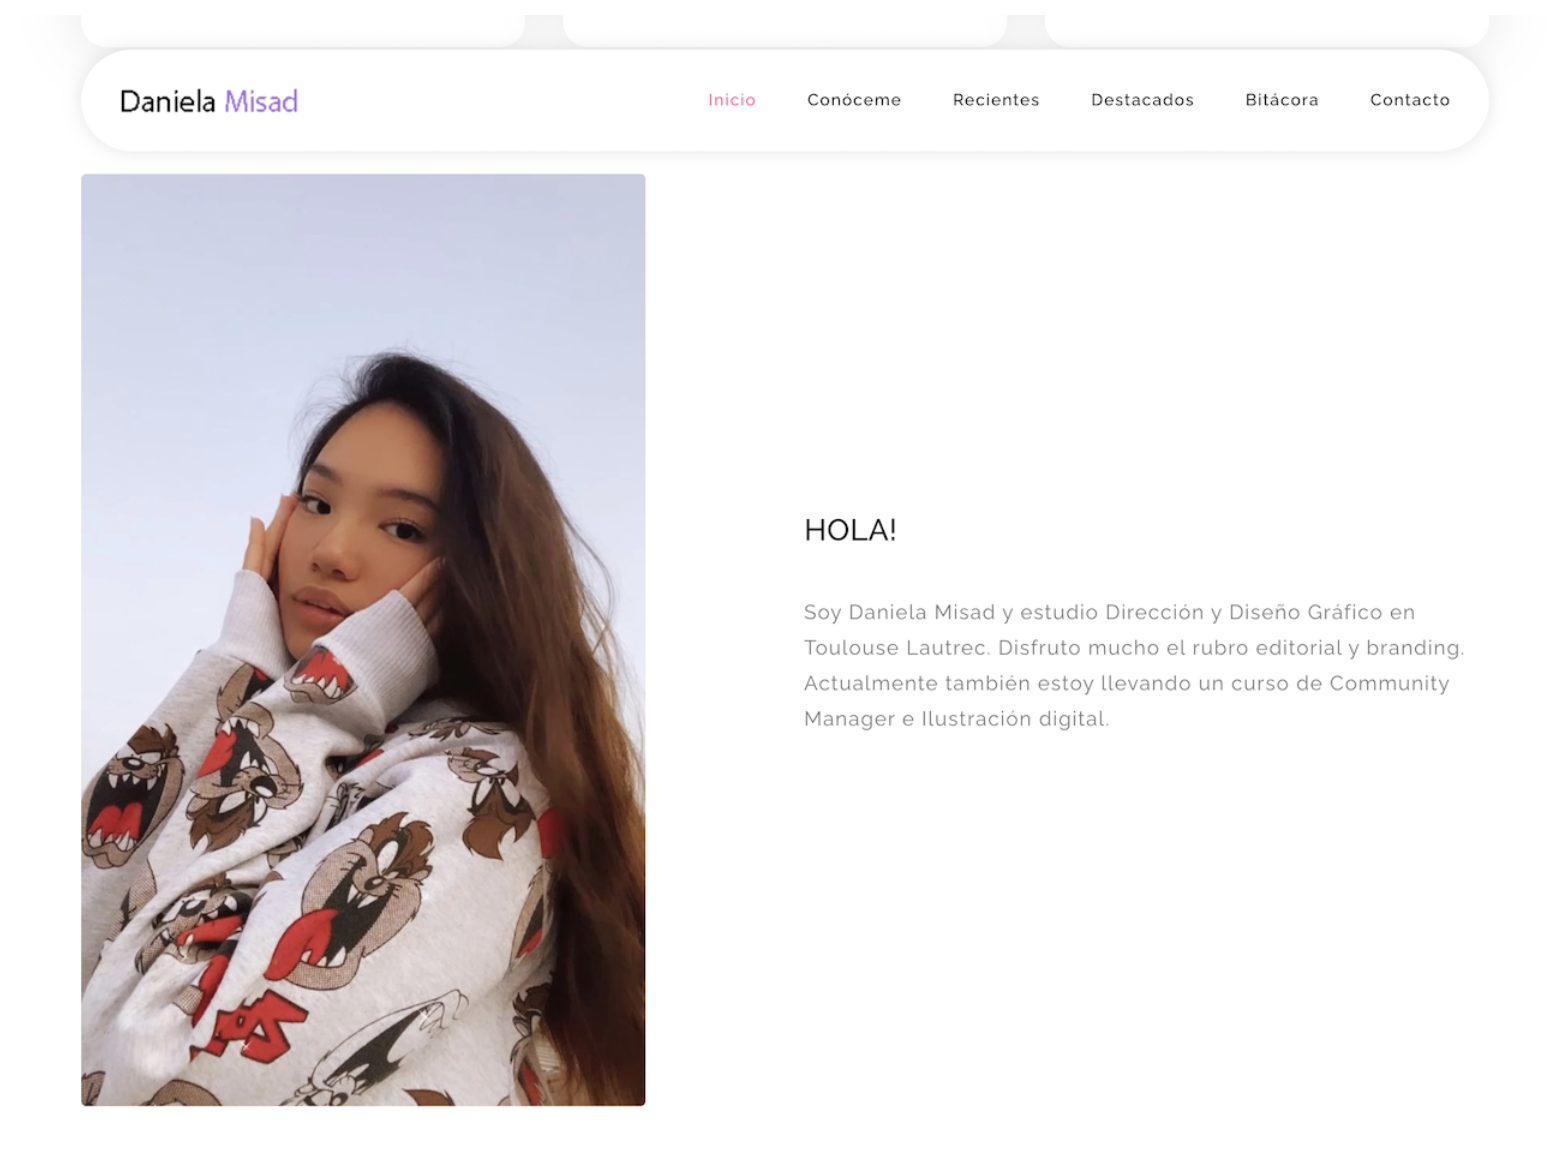 Daniela Misad
Inicio Conóceme Recientes Destacados Bitácora Contacto
HOLA!
Soy Daniela Misad y estudio Dirección y Diseño Gráfico en
Toulouse Lautrec. Disfruto mucho el rubro editorial y branding.
Actualmente también estoy llevando un curso de Community
Manager e Ilustración digital.